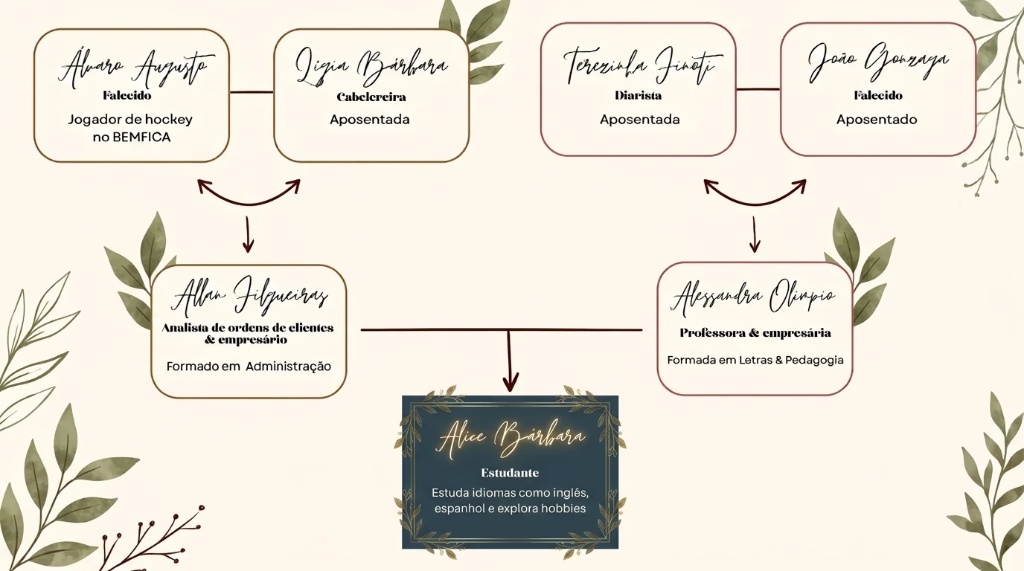 Álvaro Augusto
Falecido
Jogador de hockey
no BEMFICA
Lígia Bárbara
Cabelereira
Aposentada
Terezinha Finoti
Diarista
Aposentada
João Gonzaga
Falecido
Aposentado
Allan Filgueiras
Analista de ordens de clientes
& empresário
Formado em Administração
Alessandra Olimpio
Professora & empresária
Formada em Letras & Pedagogia
Alice Bárbara
Estudante
Estuda idiomas como inglês,
espanhol e explora hobbies